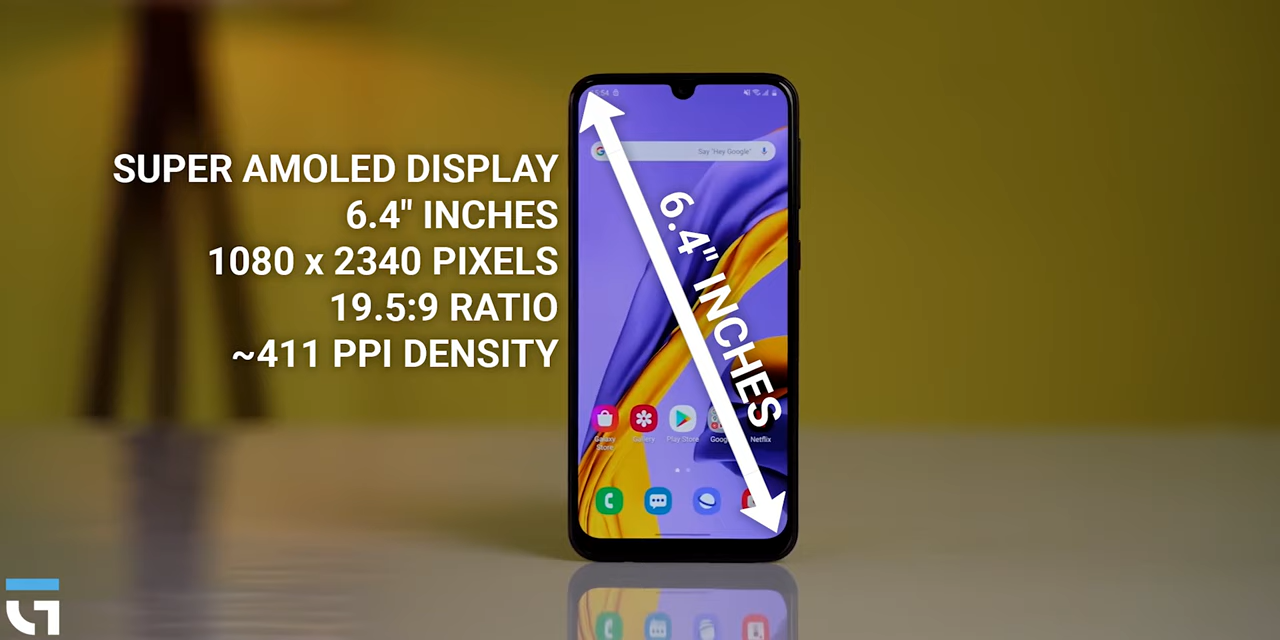 SUPER AMOLED DISPLAY
6.4" INCHES
1080 x 2340 PIXELS
19.5:9 RATIO
~411 PPI DENSITY
Say "Hey Google"
6.4" INCHES
Galaxy Store
Gallery
Play Store
Netflix